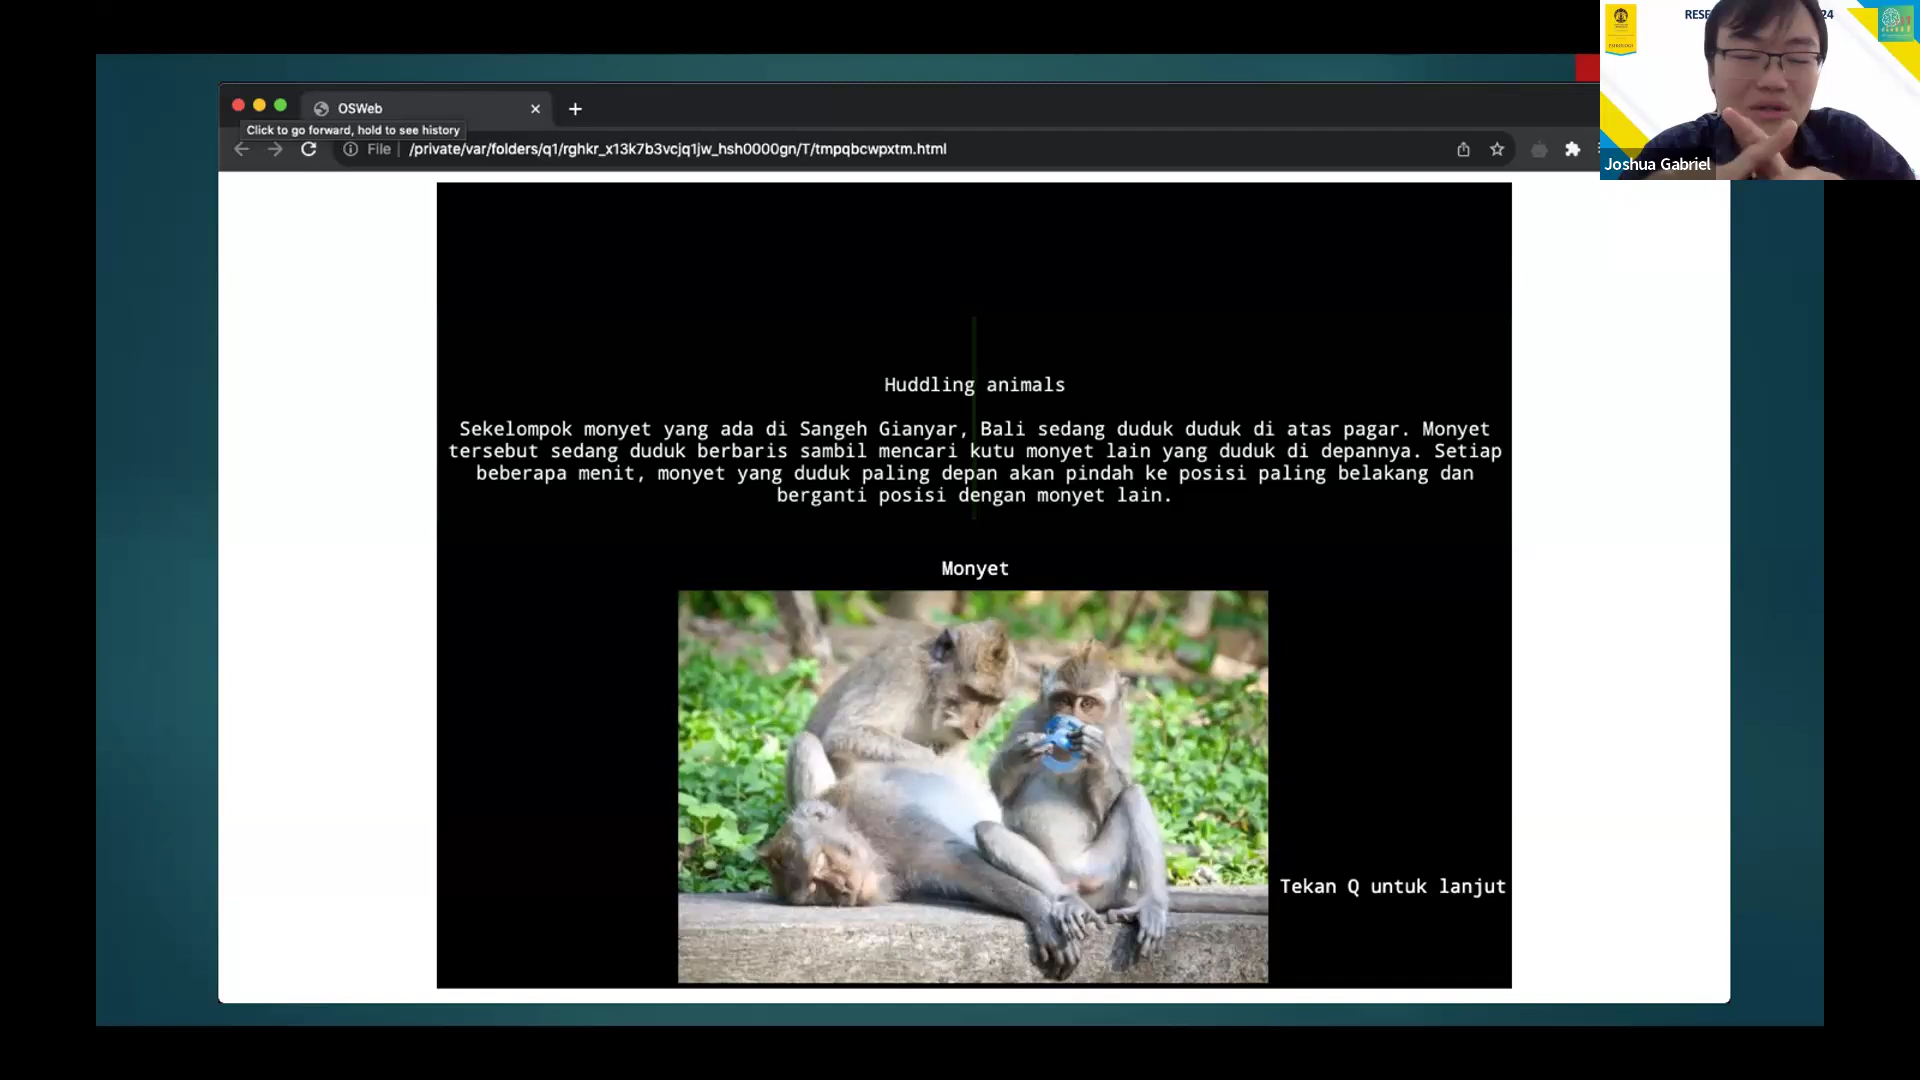 RESE
24
PSIKOLOGI
Joshua Gabriel
OSWeb
Click to go forward, hold to see history
File
/private/var/folders/q1/rghkr_x13k7b3vcjq1jw_hsh0000gn/T/tmpqbcwpxtm.html
Huddling animals
Sekelompok monyet yang ada di Sangeh Gianyar, Bali sedang duduk duduk di atas pagar. Monyet
tersebut sedang duduk berbaris sambil mencari kutu monyet lain yang duduk di depannya. Setiap
beberapa menit, monyet yang duduk paling depan akan pindah ke posisi paling belakang dan
berganti posisi dengan monyet lain.
Monyet
Tekan Q untuk lanjut